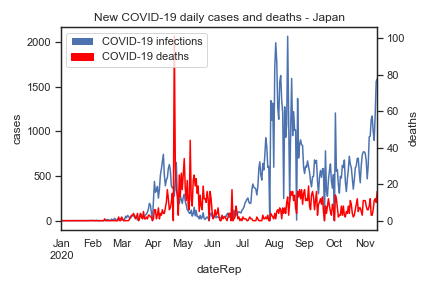 New COVID-19 daily cases and deaths - Japan
COVID-19 infections
COVID-19 deaths
2000
1500
1000
500
0
cases
100
80
60
40
20
0
deaths
Jan Feb Mar Apr May Jun Jul Aug Sep Oct Nov
2020
dateRep